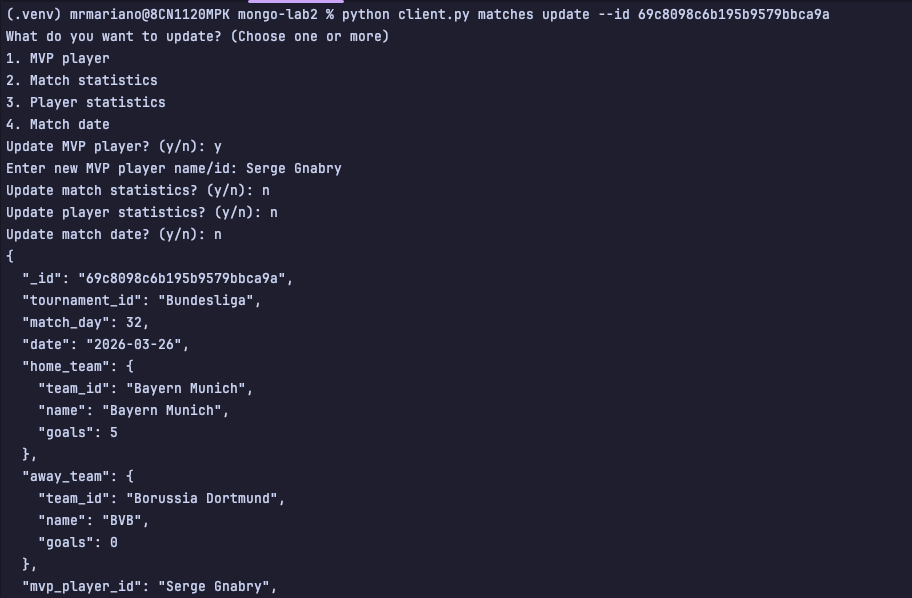 (.venv) mrmariano@8CN1120MPK mongo-lab2 % python client.py matches update --id 69c8098c6b195b9579bbca9a
What do you want to update? (Choose one or more)
1. MVP player
2. Match statistics
3. Player statistics
4. Match date
Update MVP player? (y/n): y
Enter new MVP player name/id: Serge Gnabry
Update match statistics? (y/n): n
Update player statistics? (y/n): n
Update match date? (y/n): n
{
  "_id": "69c8098c6b195b9579bbca9a",
  "tournament_id": "Bundesliga",
  "match_day": 32,
  "date": "2026-03-26",
  "home_team": {
    "team_id": "Bayern Munich",
    "name": "Bayern Munich",
    "goals": 5
  },
  "away_team": {
    "team_id": "Borussia Dortmund",
    "name": "BVB",
    "goals": 0
  },
  "mvp_player_id": "Serge Gnabry",